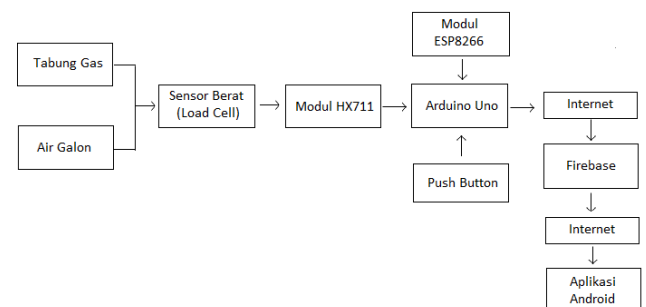 Modul
ESP8266
Tabung Gas
Sensor Berat
(Load Cell)
Modul HX711
Arduino Uno
Internet
Air Galon
Push Button
Firebase
Internet
Aplikasi
Android